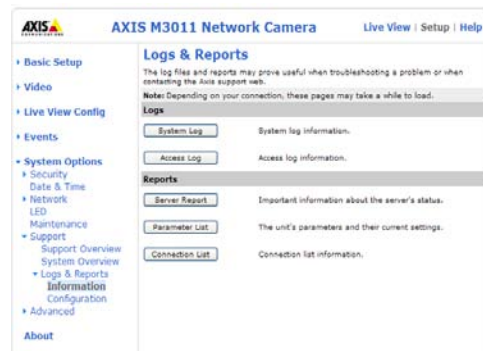 AXIS
COMMUNICATIONS
AXIS M3011 Network Camera
Live View | Setup | Help
Basic Setup
Video
Live View Config
Events
System Options
Security
Date & Time
Network
LED
Maintenance
Support
Support Overview
System Overview
Logs & Reports
Information
Configuration
Advanced
About
Logs & Reports
The log files and reports may prove useful when troubleshooting a problem or when
contacting the Axis support web.
Note: Depending on your connection, these pages may take a while to load.
Logs
System Log System log information.
Access Log Access log information.
Reports
Server Report Important information about the server's status.
Parameter List The unit's parameters and their current settings.
Connection List Connection list information.